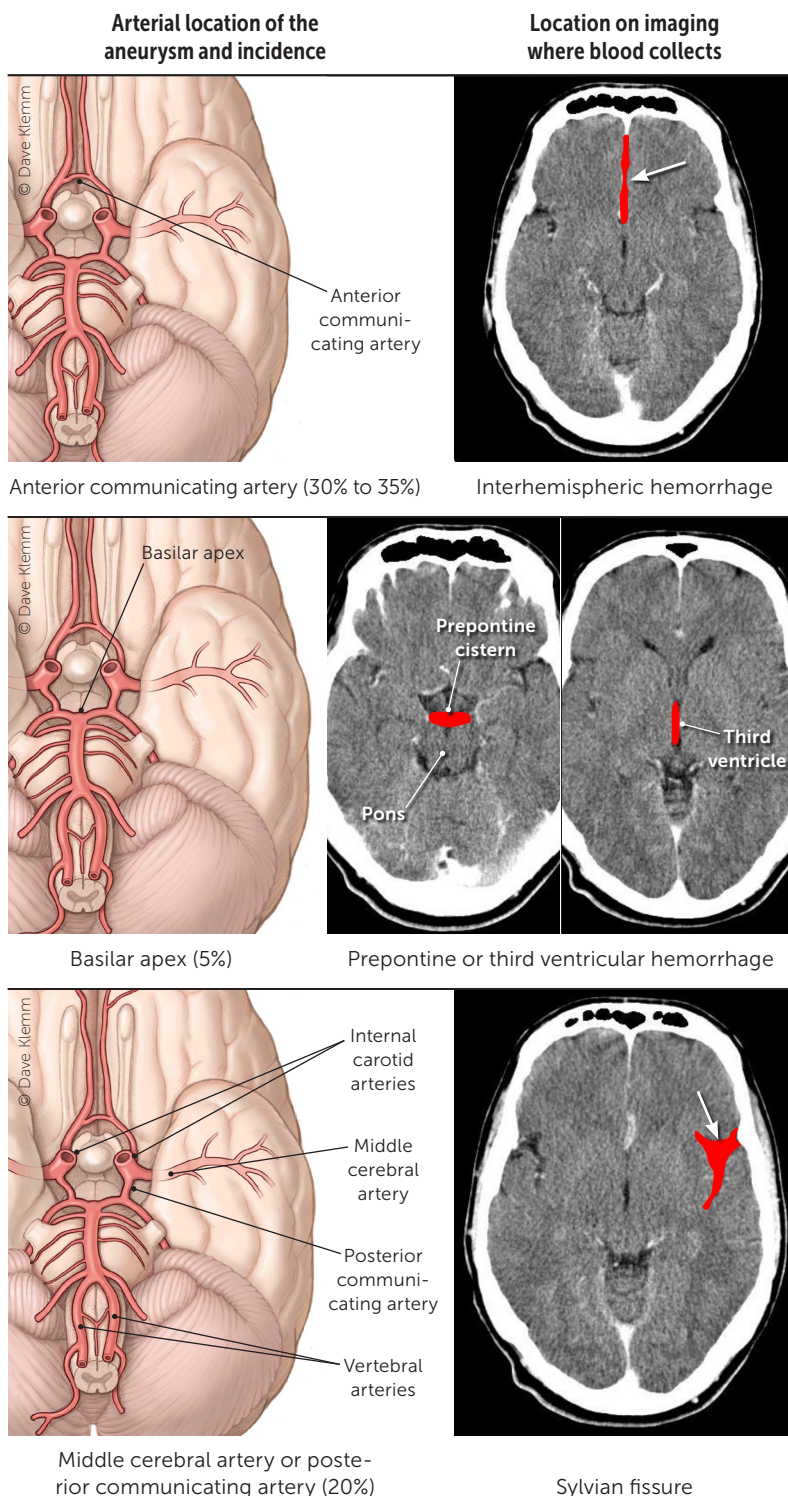 Arterial location of the
aneurysm and incidence
Location on imaging
where blood collects
© Dave Klemm
Anterior
communi-
cating artery
Anterior communicating artery (30% to 35%)
Interhemispheric hemorrhage
© Dave Klemm
Basilar apex
Prepontine
cistern
Pons
Third
ventricle
Basilar apex (5%)
Prepontine or third ventricular hemorrhage
© Dave Klemm
Internal
carotid
arteries
Middle
cerebral
artery
Posterior
communi-
cating artery
Vertebral
arteries
Middle cerebral artery or poste-
rior communicating artery (20%)
Sylvian fissure